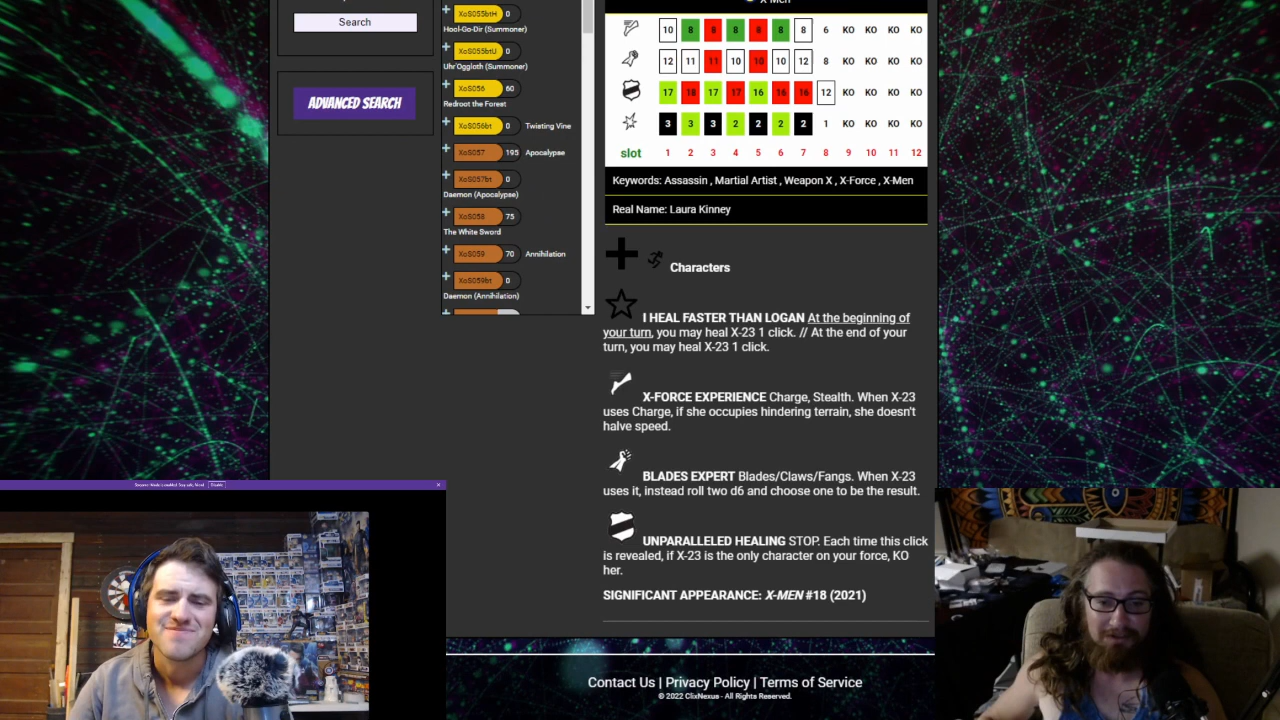 Search
ADVANCED SEARCH
XoS055btH 0
Hool-Go-Dir (Summoner)
XoS055btU 0
Uhr'Oggloth (Summoner)
XoS056 60
Redroot the Forest
XoS056bt 0 Twisting Vine
XoS057 195 Apocalypse
XoS057bt 0
Daemon (Apocalypse)
XoS058 75
The White Sword
XoS059 70 Annihilation
XoS059bt 0
Daemon (Annihilation)
X-Men
10 8 8 8 8 8 8 6 KO KO KO KO
12 11 11 10 10 10 12 8 KO KO KO KO
17 18 17 17 16 16 16 12 KO KO KO KO
3 3 3 2 2 2 2 1 KO KO KO KO
slot 1 2 3 4 5 6 7 8 9 10 11 12
Keywords: Assassin , Martial Artist , Weapon X , X-Force , X-Men
Real Name: Laura Kinney
Characters
I HEAL FASTER THAN LOGAN At the beginning of
your turn, you may heal X-23 1 click. // At the end of your
turn, you may heal X-23 1 click.
X-FORCE EXPERIENCE Charge, Stealth. When X-23
uses Charge, if she occupies hindering terrain, she doesn't
halve speed.
BLADES EXPERT Blades/Claws/Fangs. When X-23
uses it, instead roll two d6 and choose one to be the result.
UNPARALLELED HEALING STOP. Each time this click
is revealed, if X-23 is the only character on your force, KO
her.
SIGNIFICANT APPEARANCE: X-MEN #18 (2021)
Contact Us | Privacy Policy | Terms of Service
© 2022 ClixNexus - All Rights Reserved.